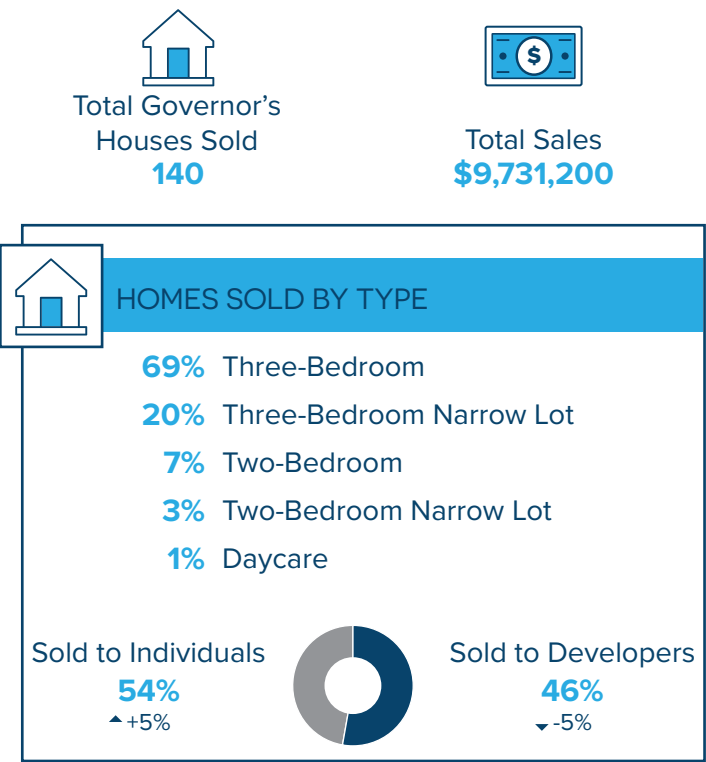 $
Total Governor's
Houses Sold
140
Total Sales
$9,731,200
HOMES SOLD BY TYPE
69% Three-Bedroom
20% Three-Bedroom Narrow Lot
7% Two-Bedroom
3% Two-Bedroom Narrow Lot
1% Daycare
Sold to Individuals
54%
+5%
Sold to Developers
46%
-5%